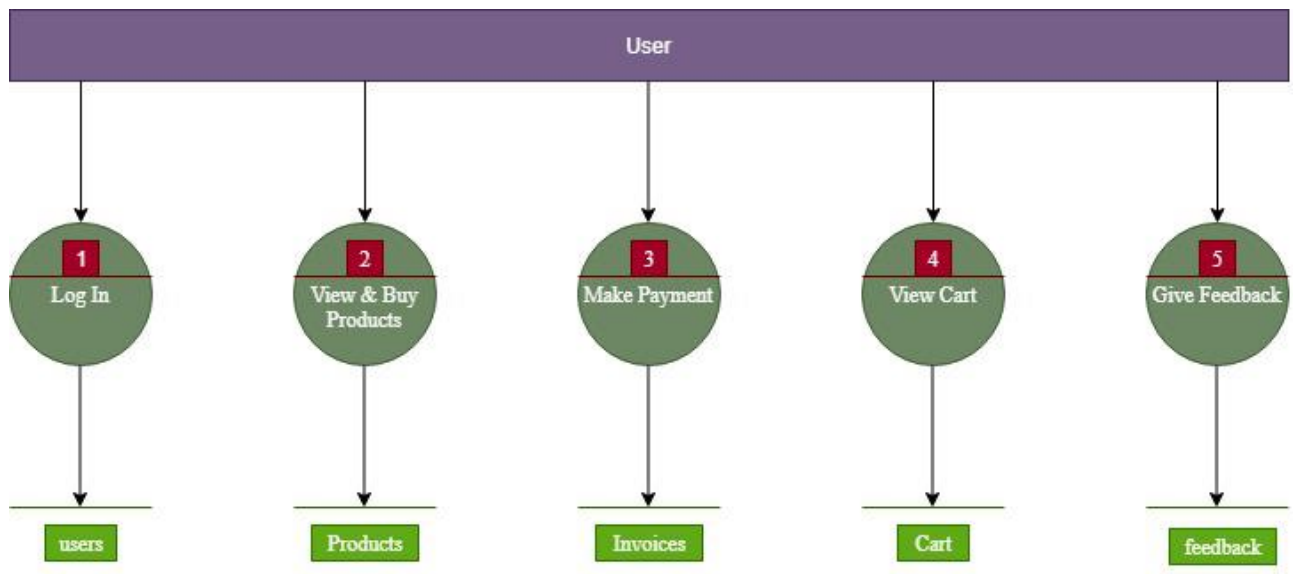 User
1
2
3
4
5
Log In
View & Buy
Products
Make Payment
View Cart
Give Feedback
users
Products
Invoices
Cart
feedback